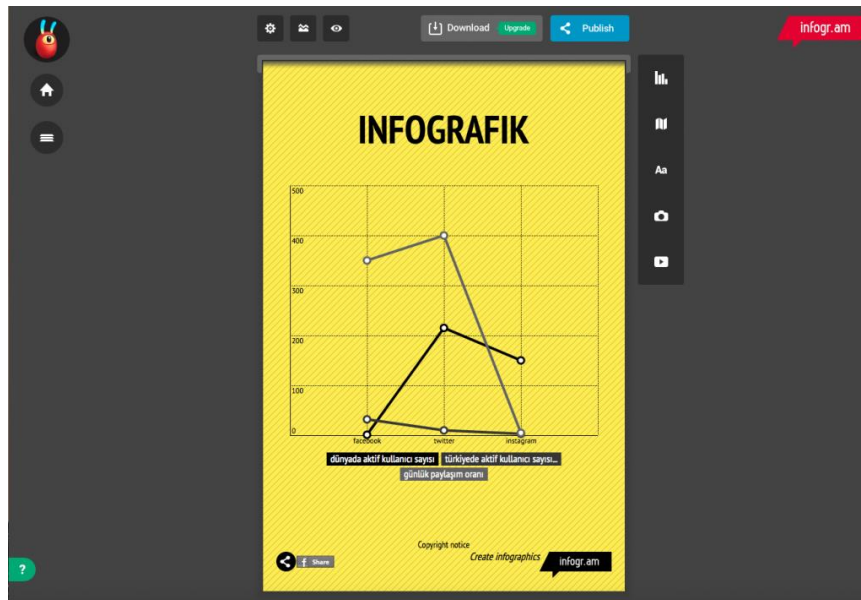 Download Upgrade
Publish
infogr.am
INFOGRAFIK
Aa
500
400
300
200
100
0
facebook twitter instagram
dünyada aktif kullanıcı sayısı türkiyede aktif kullanıcı sayısı...
günlük paylaşım oranı
Copyright notice
Create infographics infogr.am
f Share
?